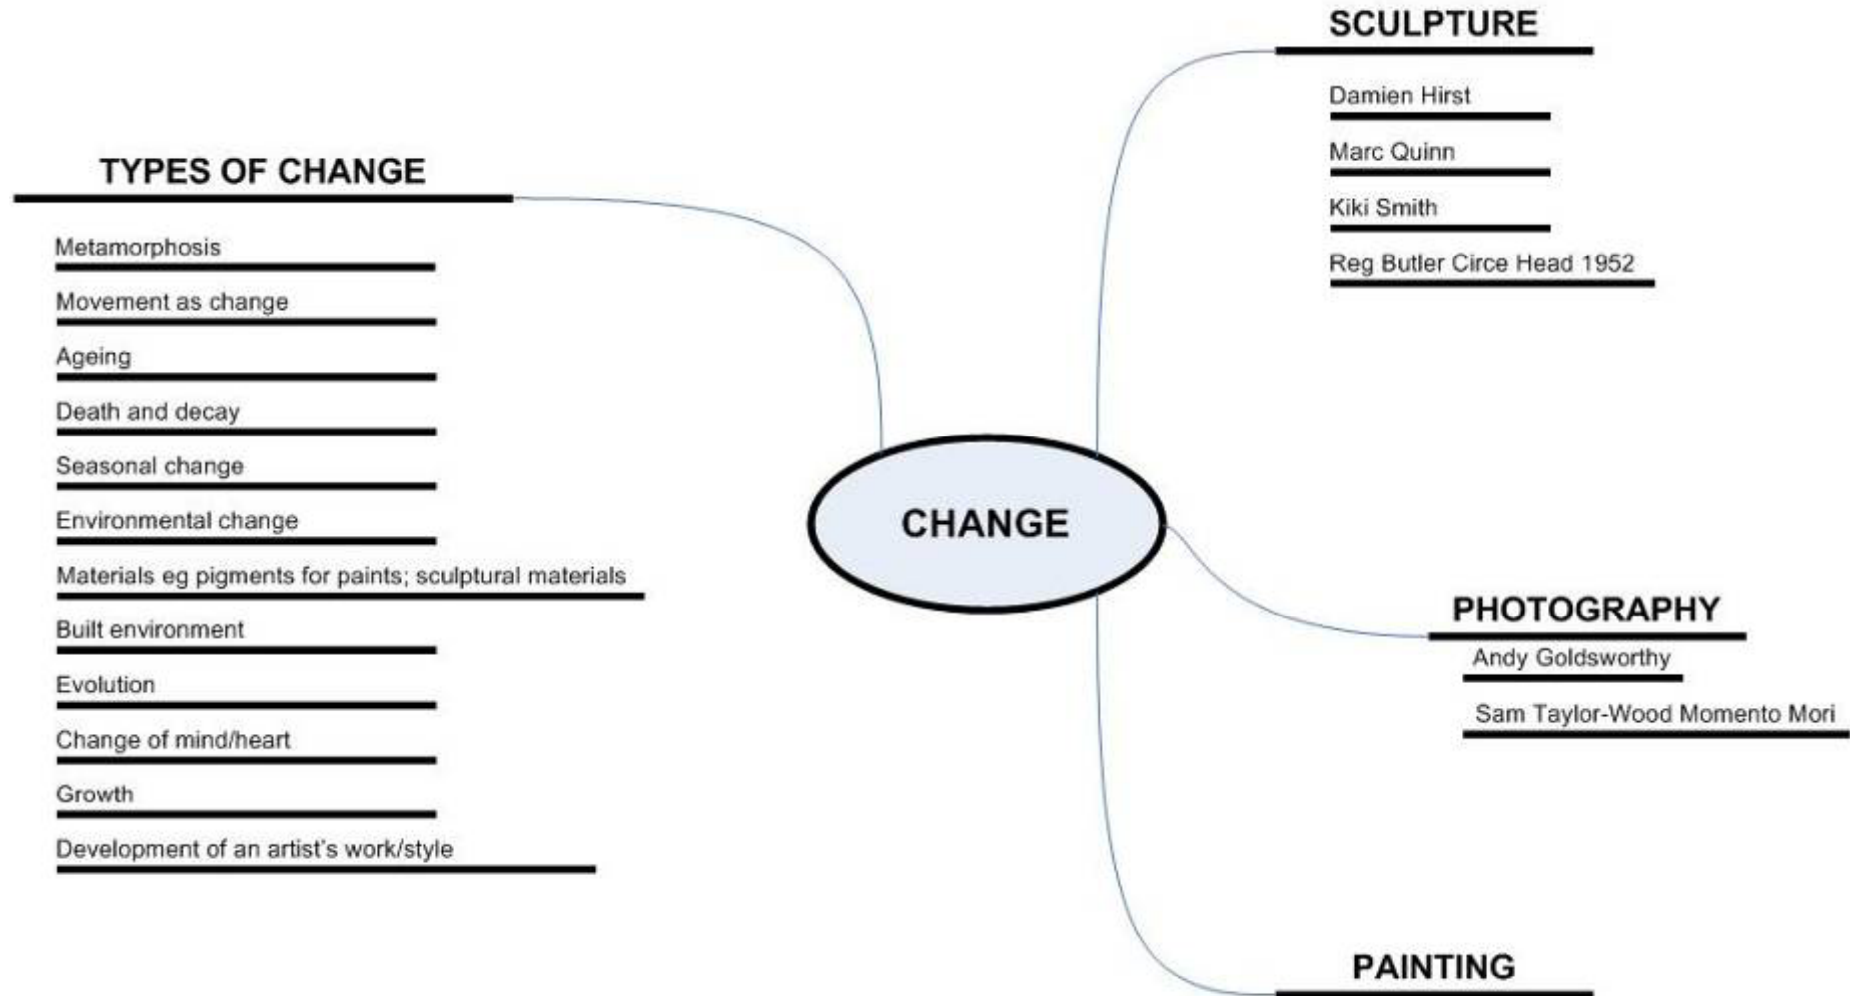 TYPES OF CHANGE
Metamorphosis
Movement as change
Ageing
Death and decay
Seasonal change
Environmental change
Materials eg pigments for paints; sculptural materials
Built environment
Evolution
Change of mind/heart
Growth
Development of an artist's work/style
CHANGE
SCULPTURE
Damien Hirst
Marc Quinn
Kiki Smith
Reg Butler Circe Head 1952
PHOTOGRAPHY
Andy Goldsworthy
Sam Taylor-Wood Momento Mori
PAINTING